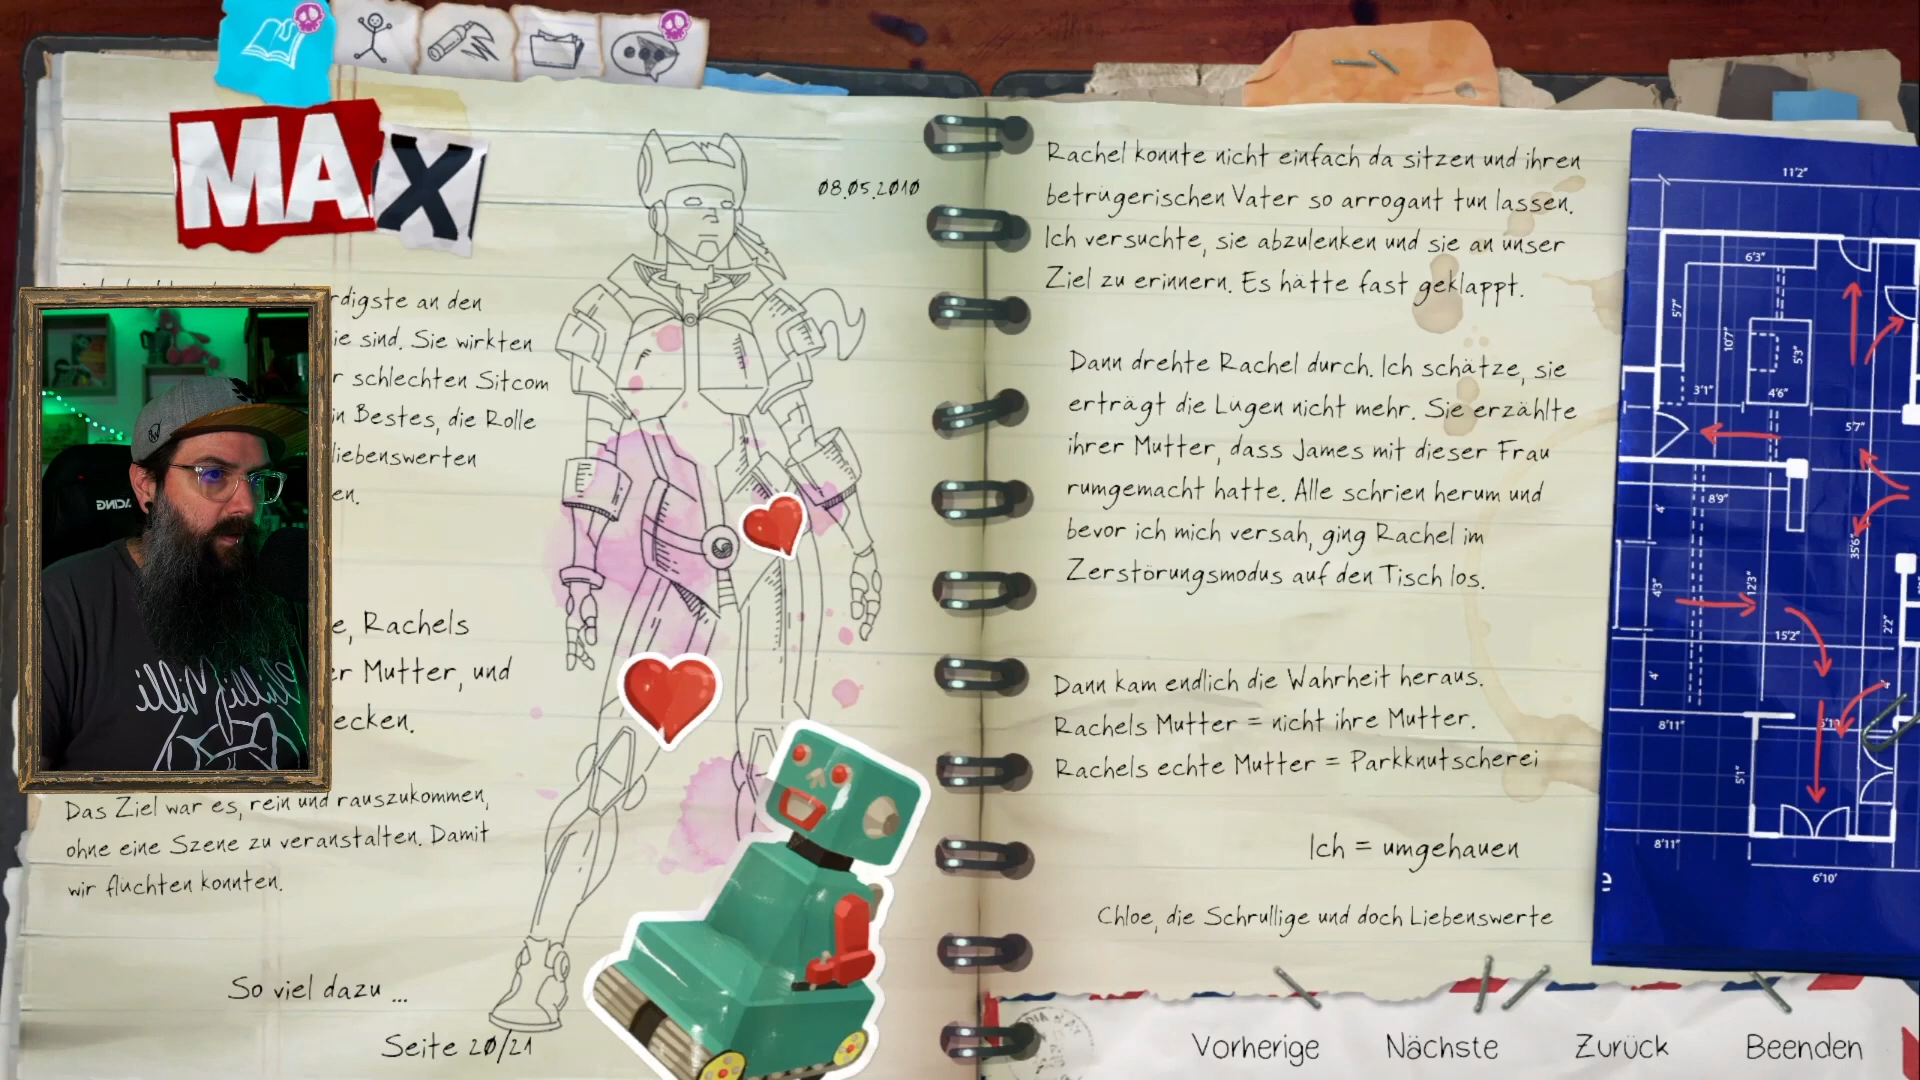 MAX
08.05.2010
rdigste an den
ie sind. Sie wirkten
r schlechten Sitcom
in Bestes, die Rolle
liebenswerten
en.
e, Rachels
er Mutter, und
ecken.
Das Ziel war es, rein und rauszukommen,
ohne eine Szene zu veranstalten. Damit
wir flüchten konnten.
So viel dazu ...
Seite 20/21
Rachel konnte nicht einfach da sitzen und ihren
betrügerischen Vater so arrogant tun lassen.
Ich versuchte, sie abzulenken und sie an unser
Ziel zu erinnern. Es hätte fast geklappt.
Dann drehte Rachel durch. Ich schätze, sie
erträgt die Lügen nicht mehr. Sie erzählte
ihrer Mutter, dass James mit dieser Frau
rumgemacht hatte. Alle schrien herum und
bevor ich mich versah, ging Rachel im
Zerstörungsmodus auf den Tisch los.
Dann kam endlich die Wahrheit heraus.
Rachels Mutter = nicht ihre Mutter.
Rachels echte Mutter = Parkknutscherei
Ich = umgehauen
Chloe, die Schrullige und doch Liebenswerte
11'2"
6'3"
5'7"
10'7"
5'3"
3'1"
4'6"
5'7"
8'9"
4'
35'6"
4'3"
12'3"
15'2"
2'2"
4'
4'
8'11"
5'1"
8'11"
6'10'
Vorherige
Nächste
Zurück
Beenden